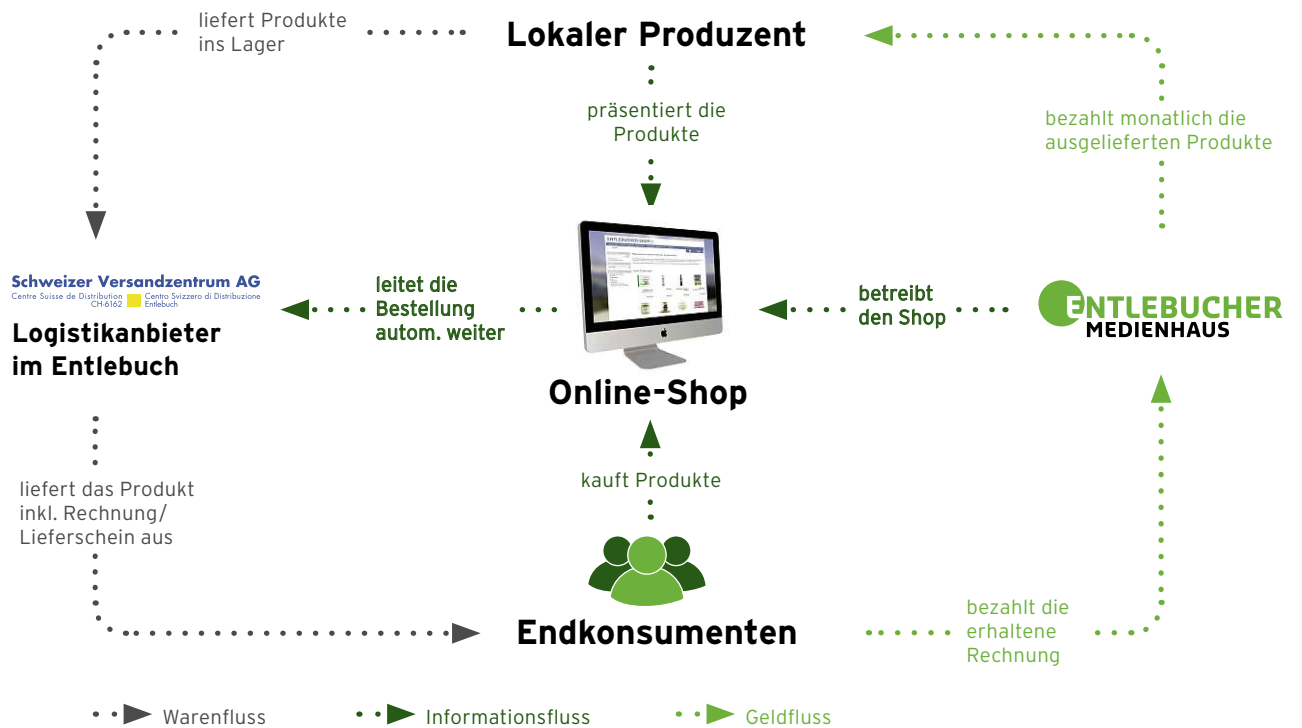 liefert Produkte
ins Lager
Lokaler Produzent
präsentiert die
Produkte
bezahlt monatlich die
ausgelieferten Produkte
Schweizer Versandzentrum AG
Centre Suisse de Distribution
CH-6162
Centro Svizzero di Distribuzione
Entlebuch
Logistikanbieter
im Entlebuch
leitet die
Bestellung
autom. weiter
betreibt
den Shop
ENTLEBUCHER
MEDIENHAUS
Online-Shop
kauft Produkte
liefert das Produkt
inkl. Rechnung/
Lieferschein aus
Endkonsumenten
bezahlt die
erhaltene
Rechnung
Warenfluss
Informationsfluss
Geldfluss